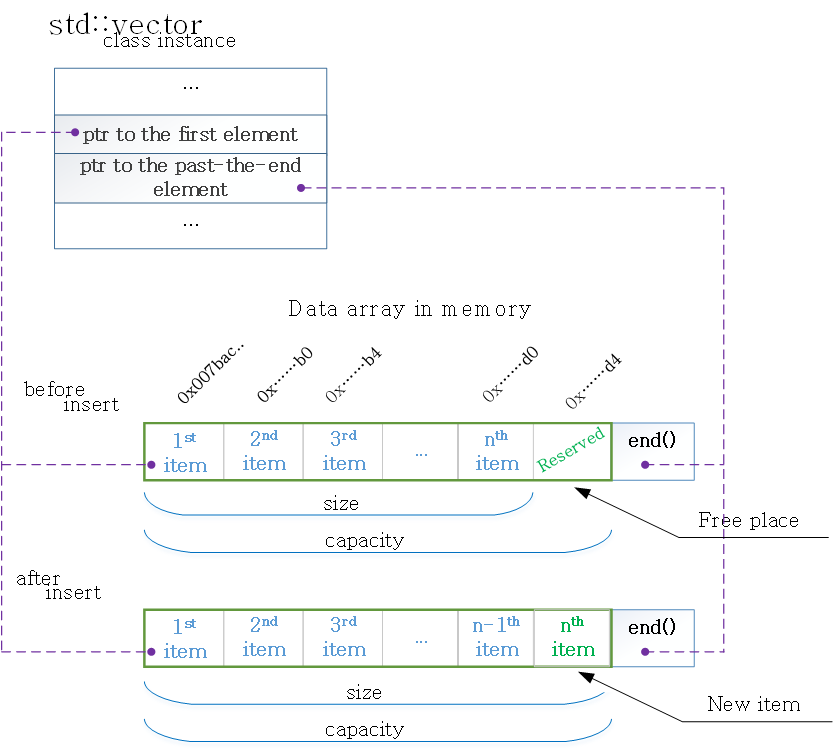 std::vector
class instance
...
ptr to the first element
ptr to the past-the-end
element
...
Data array in memory
before
insert
0x007bac..
0x......b0
0x......b4
0x......d0
0x......d4
1st
item
2nd
item
3rd
item
...
nth
item
Reserved
end()
size
capacity
Free place
after
insert
1st
item
2nd
item
3rd
item
...
n-1th
item
nth
item
end()
size
capacity
New item